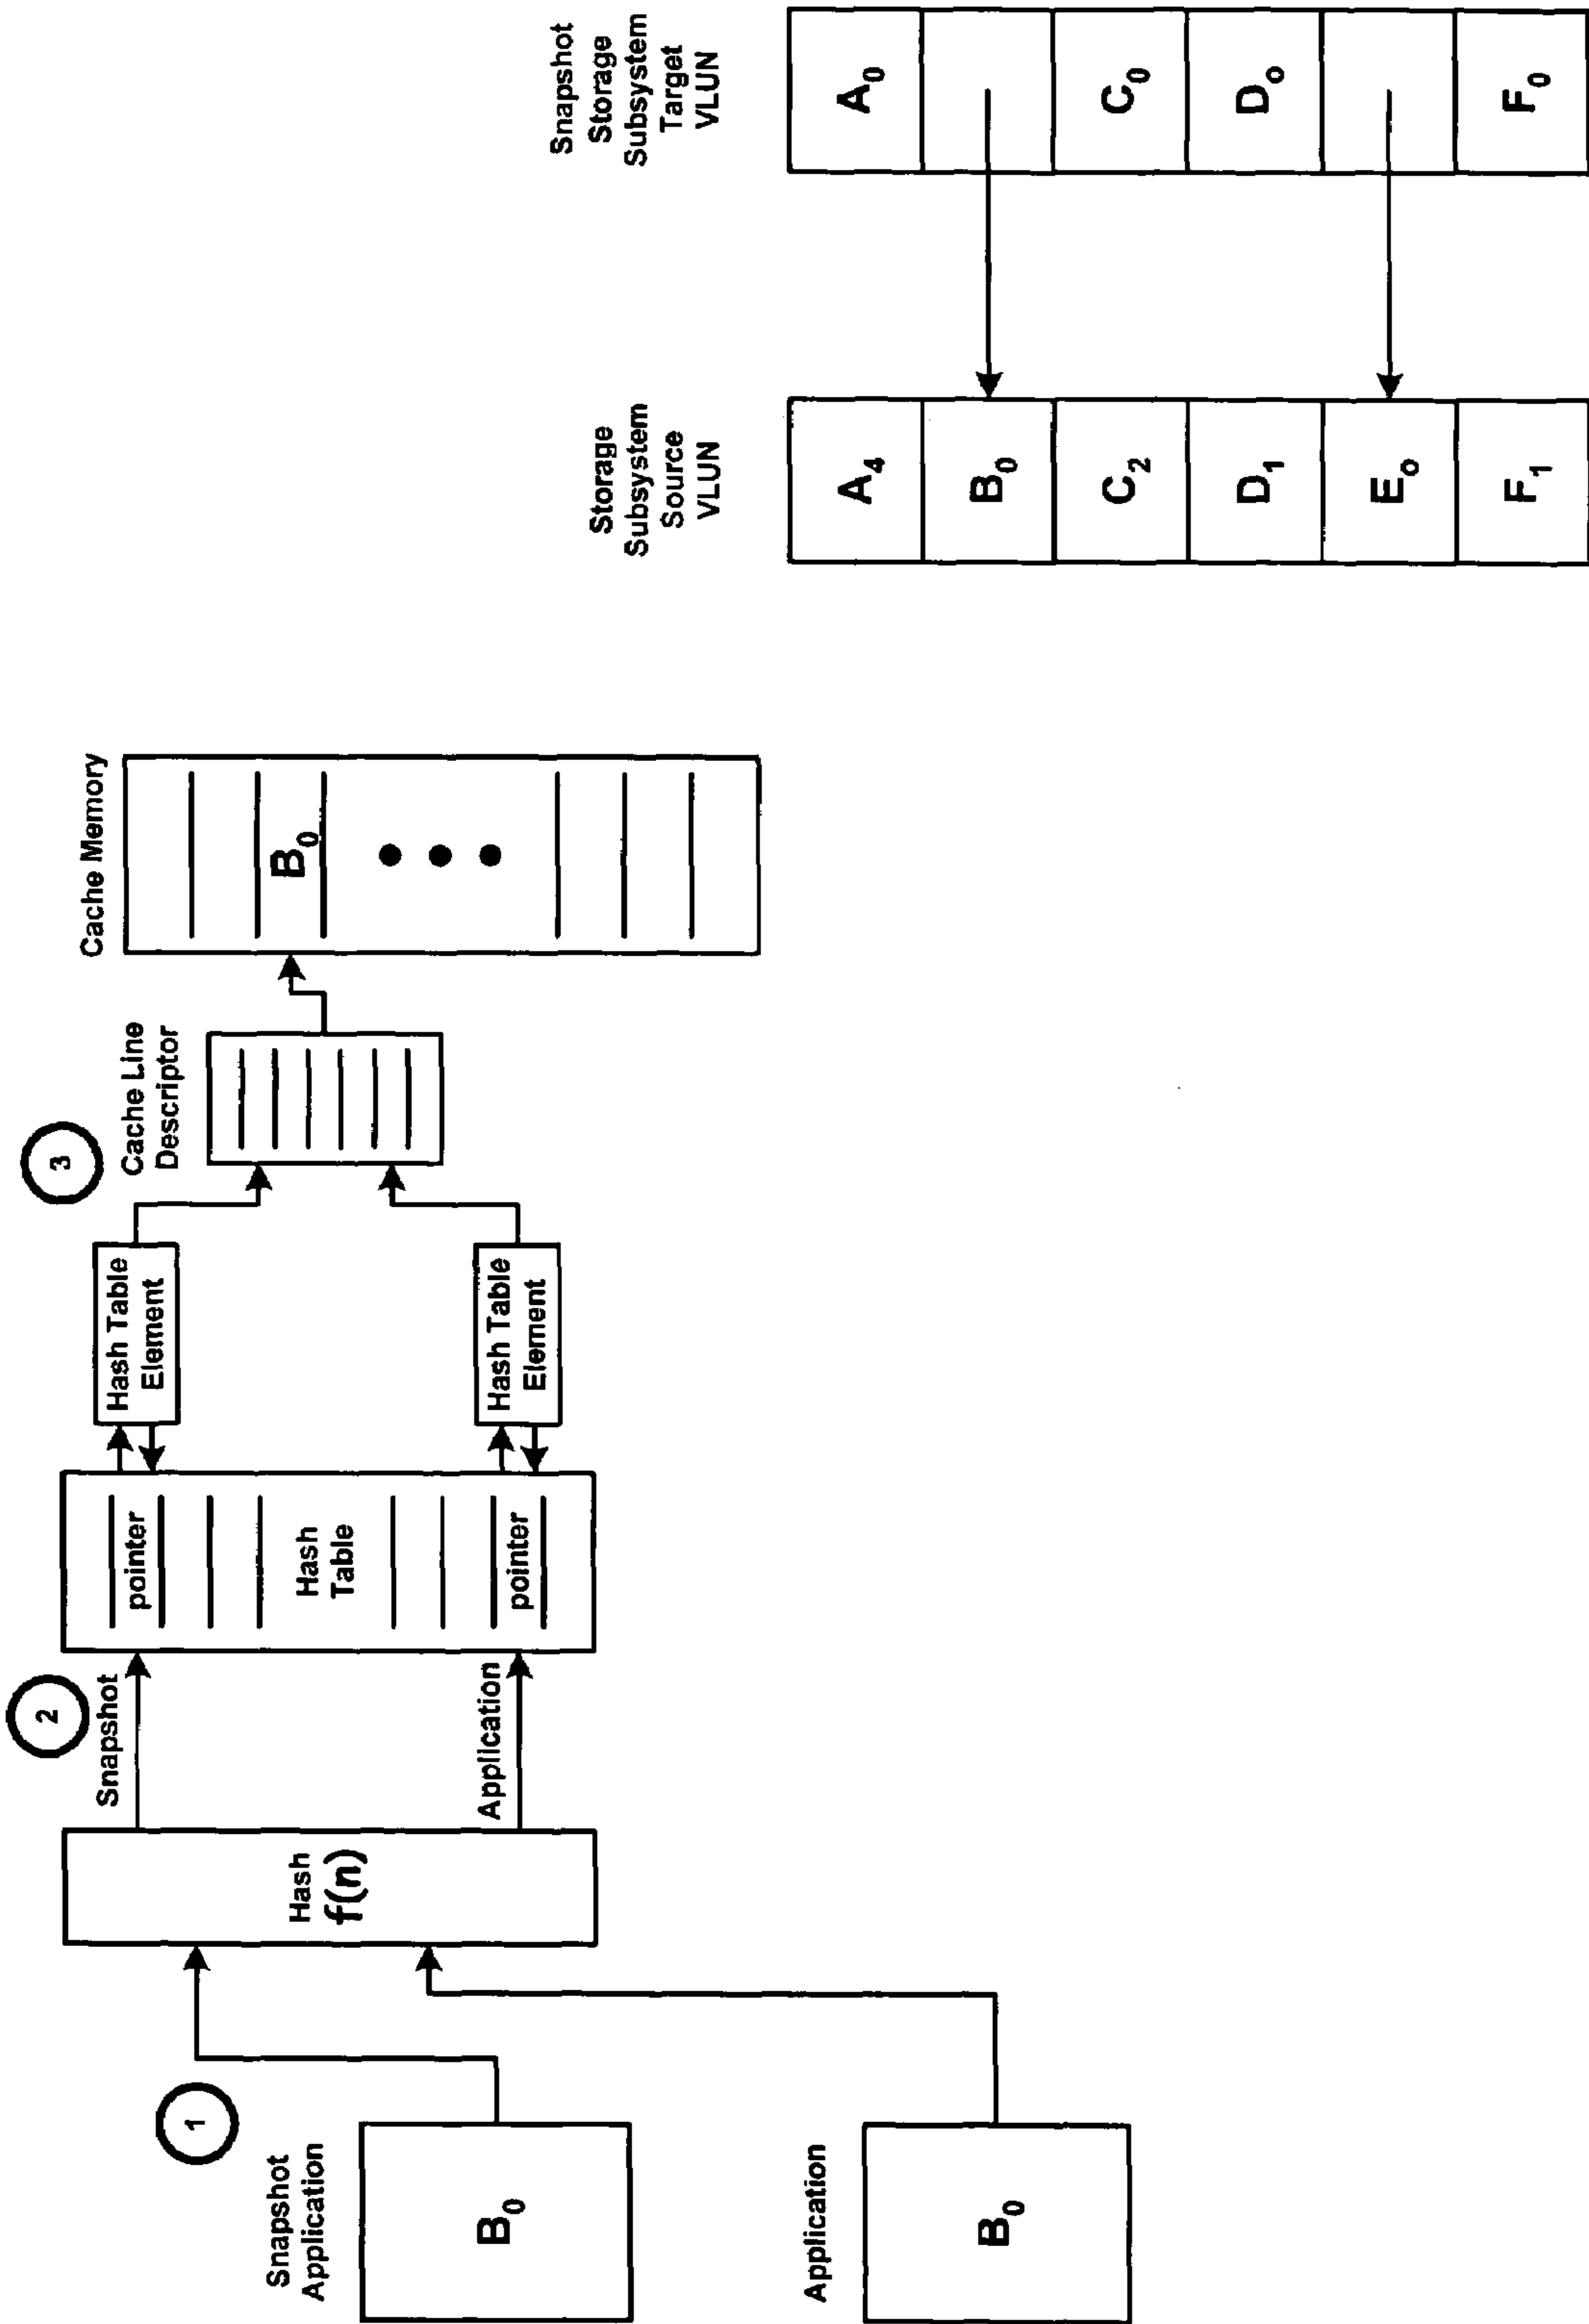 Snapshot
Application
B₀
Application
B₀
1
Hash
f(n)
2
Snapshot
Application
pointer
Hash
Table
pointer
Hash Table
Element
Hash Table
Element
3
Cache Line
Descriptor
Cache Memory
B₀
Storage
Subsystem
Source
VLUN
A₄
B₀
C₂
D₁
Eₒ
F₁
Snapshot
Storage
Subsystem
Target
VLUN
A₀
C₀
Dₒ
F₀